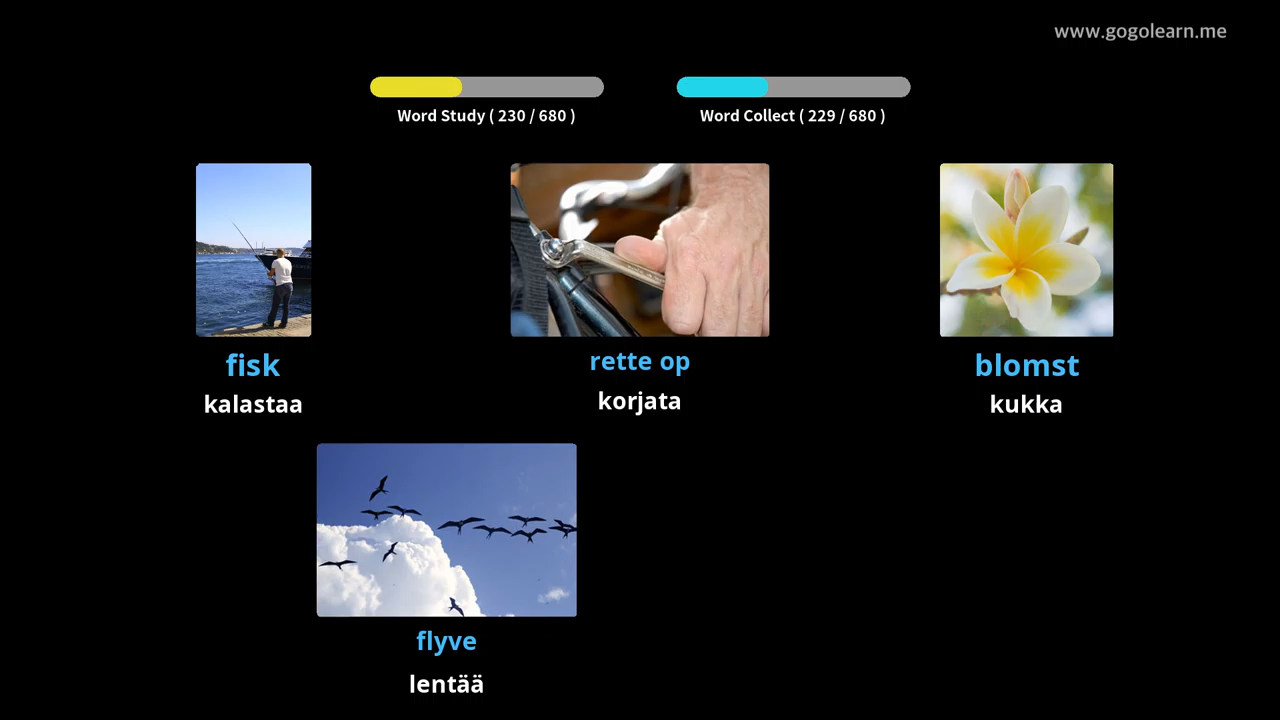 www.gogolearn.me
Word Study ( 230 / 680 )
Word Collect ( 229 / 680 )
fisk
kalastaa
rette op
korjata
blomst
kukka
flyve
lentää